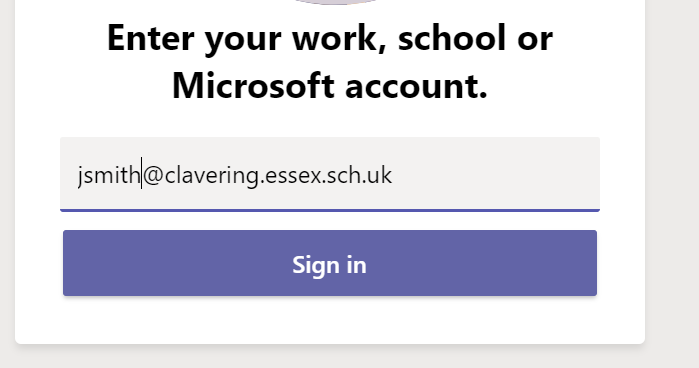 Enter your work, school or
Microsoft account.
jsmith@clavering.essex.sch.uk
Sign in